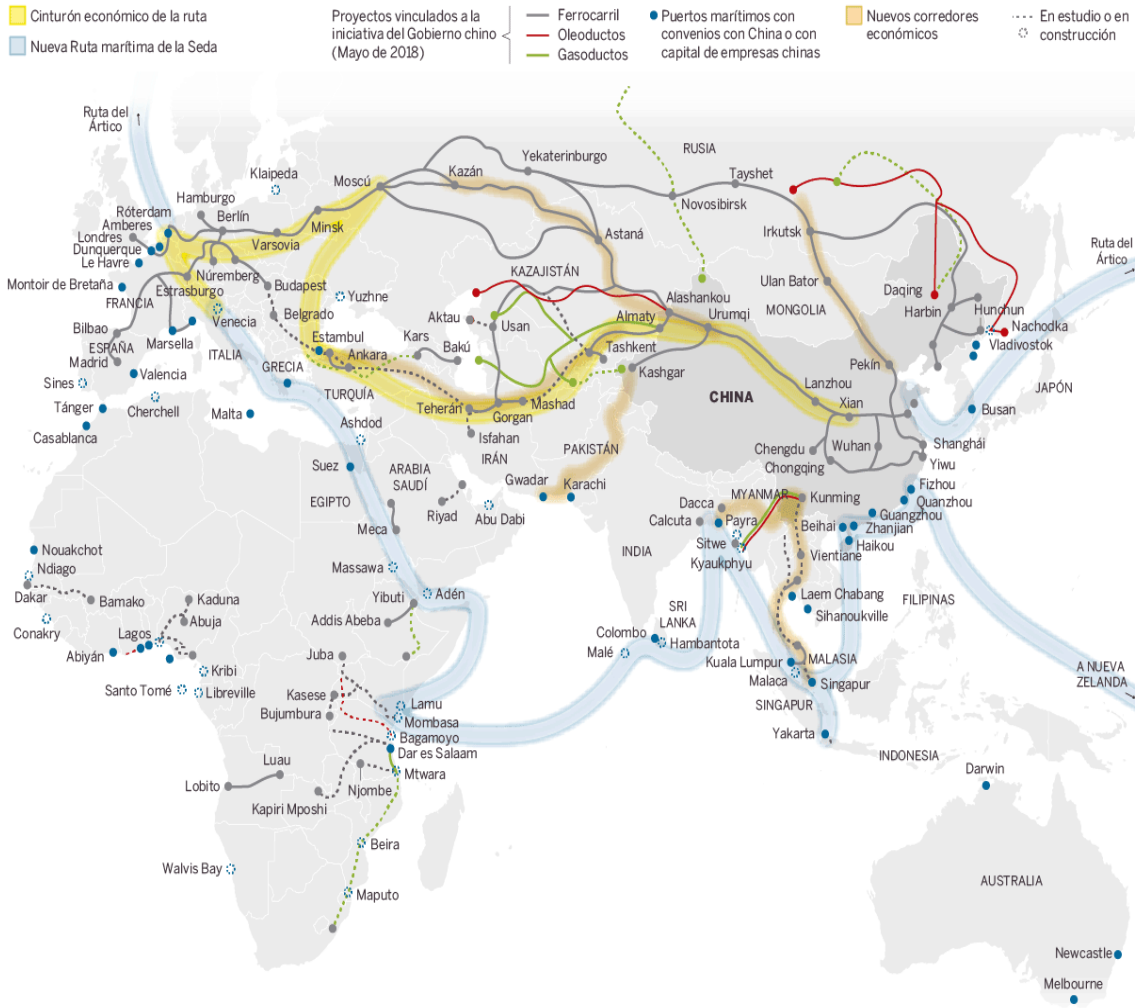 Cinturón económico de la ruta
Nueva Ruta marítima de la Seda
Proyectos vinculados a la
iniciativa del Gobierno chino
(Mayo de 2018)
Ferrocarril
Oleoductos
Gasoductos
Puertos marítimos con
convenios con China o con
capital de empresas chinas
Nuevos corredores
económicos
En estudio o en
construcción
Ruta del
Ártico
Klaipeda
Hamburgo
Berlín
Róterdam
Amberes
Londres
Dunquerque
Le Havre
Montoir de Bretaña
FRANCIA
Estrasburgo
Núremberg
Varsovia
Minsk
Moscú
Kazán
Yekaterinburgo
RUSIA
Novosibirsk
Tayshet
Irkutsk
Astaná
KAZAJISTÁN
Alashankou
Urumqi
Almaty
Ulan Bator
MONGOLIA
Daqing
Harbin
Hunchun
Nachodka
Vladivostok
Ruta del
Ártico
Budapest
Belgrado
Yuzhne
Venecia
Bilbao
ESPAÑA
Madrid
Marsella
ITALIA
Valencia
Sines
Tánger
Casablanca
Cherchell
Malta
GRECIA
Estambul
Ankara
TURQUÍA
Kars
Bakú
Aktau
Usan
Tashkent
Kashgar
Teherán
Gorgan
Mashad
Isfahan
IRÁN
PAKISTÁN
Gwadar
Karachi
CHINA
Pekín
Lanzhou
Xian
Chengdu
Chongqing
Wuhan
Shanghái
Yiwu
JAPÓN
Busan
Ashdod
Suez
EGIPTO
ARABIA
SAUDÍ
Riyad
Abu Dabi
Meca
Massawa
Yibuti
Adén
Addis Abeba
INDIA
Dacca
Calcuta
Payra
MYANMAR
Kunming
Sitwe
Kyaukphyu
Fizhou
Quanzhou
Guangzhou
Zhanjian
Beihai
Haikou
Vientiane
Laem Chabang
Sihanoukville
FILIPINAS
SRI
LANKA
Colombo
Hambantota
Malé
Kuala Lumpur
MALASIA
Malaca
Singapur
SINGAPUR
Yakarta
INDONESIA
A NUEVA
ZELANDA
Nouakchot
Ndiago
Dakar
Bamako
Conakry
Kaduna
Abuja
Lagos
Abiyán
Kribi
Santo Tomé
Libreville
Juba
Kasese
Bujumbura
Lamu
Mombasa
Bagamoyo
Dar es Salaam
Mtwara
Luau
Lobito
Kapiri Mposhi
Njombe
Beira
Walvis Bay
Maputo
Darwin
AUSTRALIA
Newcastle
Melbourne